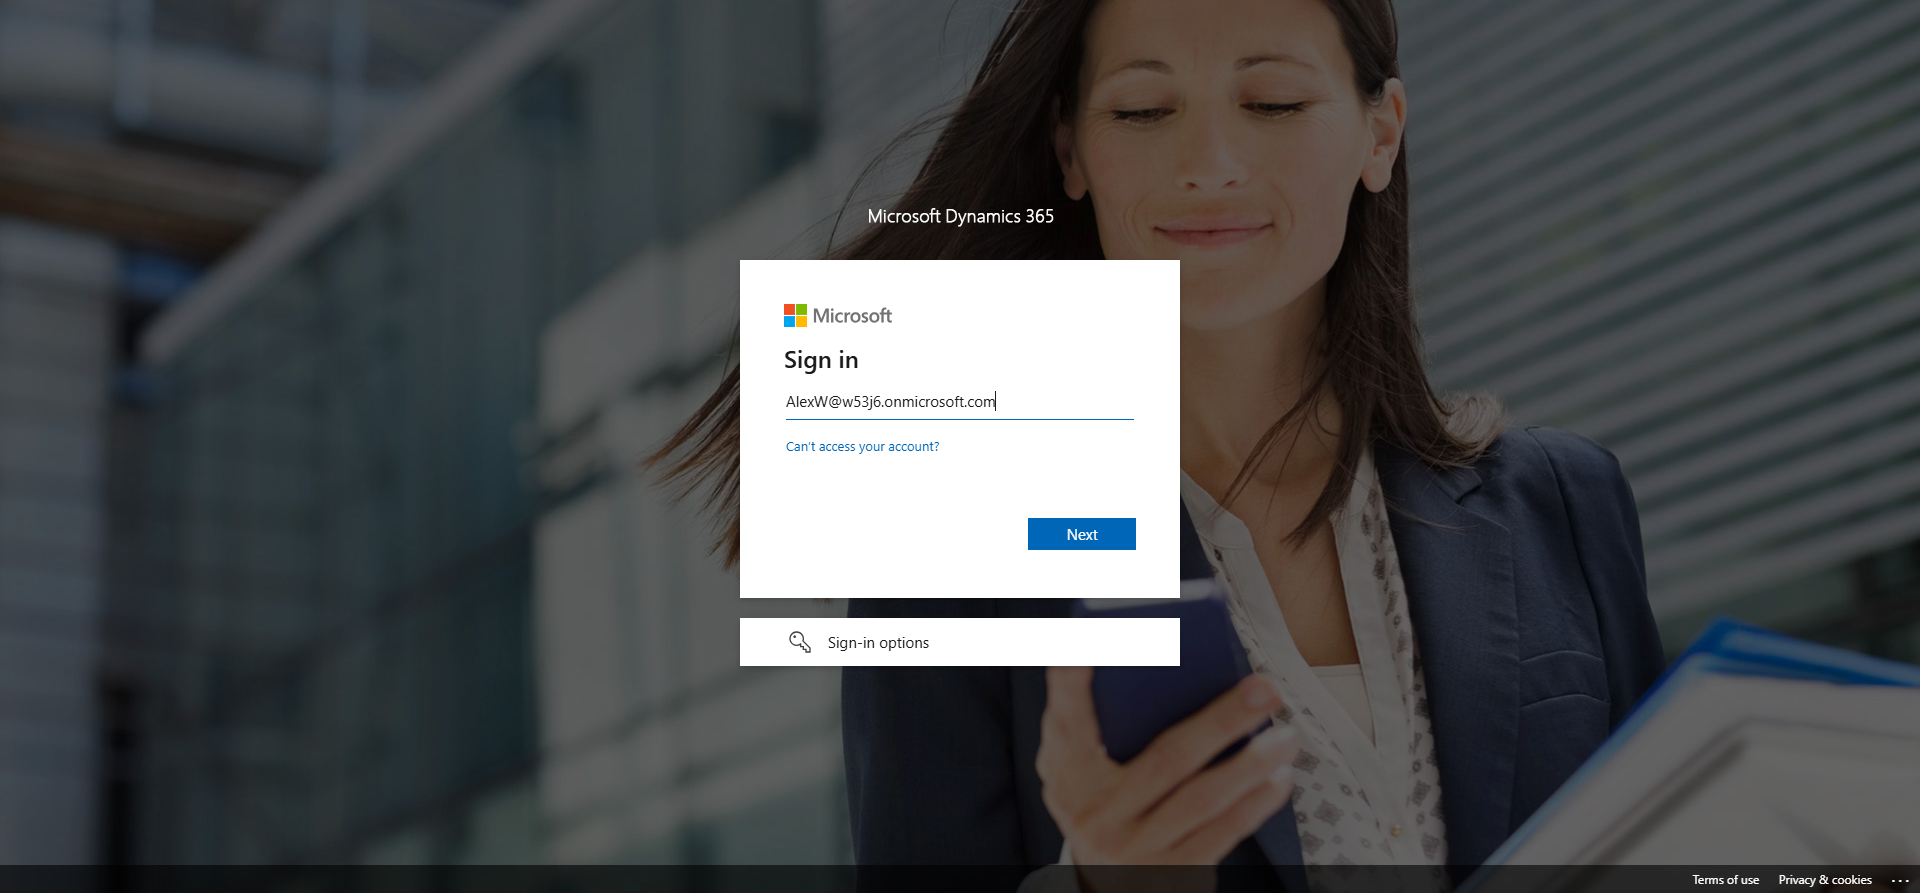 Microsoft Dynamics 365
Microsoft
Sign in
AlexW@w53j6.onmicrosoft.com
Can't access your account?
Next
Sign-in options
Terms of use Privacy & cookies ...